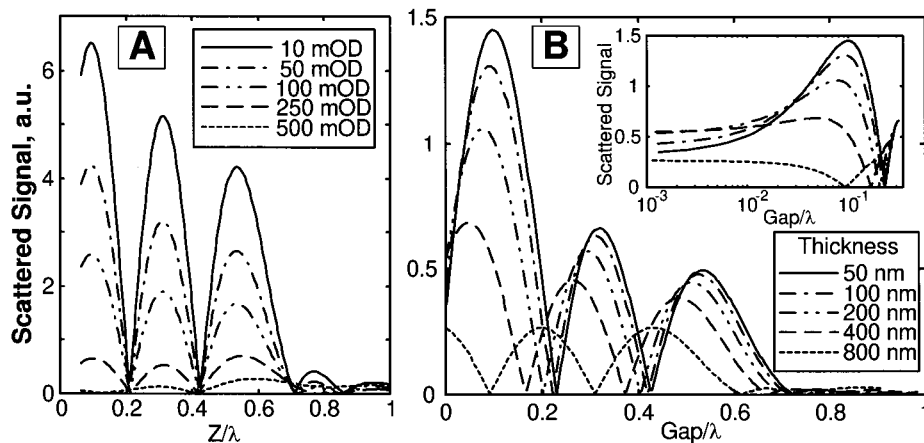 Scattered Signal, a.u.
6
4
2
0
0
0.2
0.4
0.6
0.8
1
Z/λ
A
10 mOD
50 mOD
100 mOD
250 mOD
500 mOD
B
1.5
1
0.5
0
0
0.2
0.4
0.6
0.8
Gap/λ
Scattered Signal
1.5
1
0.5
0
10-3
10-2
10-1
Gap/λ
Thickness
50 nm
100 nm
200 nm
400 nm
800 nm